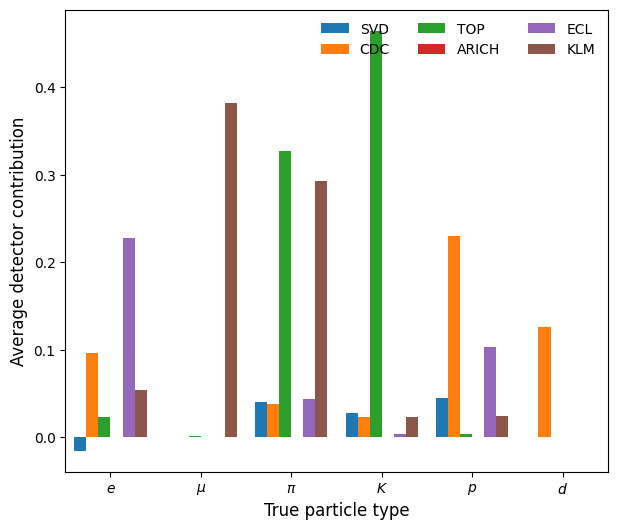 SVD TOP ECL
CDC ARICH KLM
0.4
0.3
0.2
0.1
0.0
Average detector contribution
e μ π K p d
True particle type